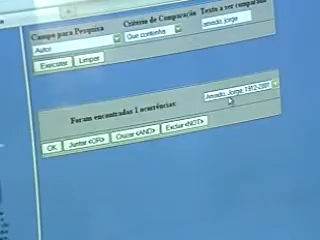 Campo para Pesquisa Critério de Comparação Texto a ser comparado
Autor Que contenha amado, jorge
Executar Limpar
Foram encontradas 1 ocorrências: Amado, Jorge, 1912-2001
OK Juntar <OR> Cruzar <AND> Excluir <NOT>